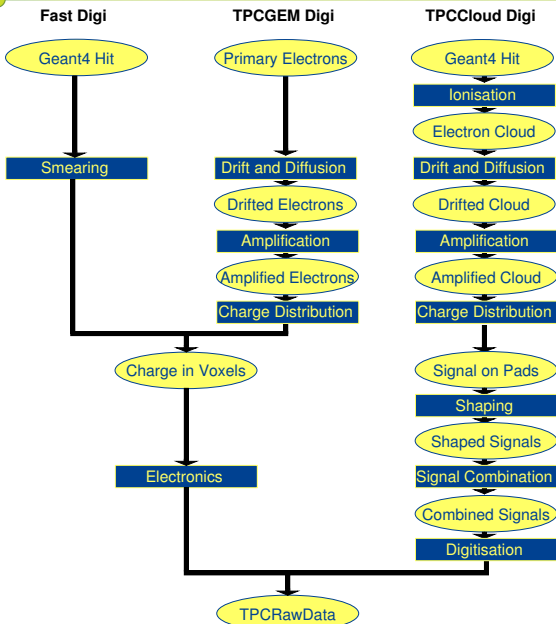 Fast Digi
TPCGEM Digi
TPCCloud Digi
Geant4 Hit
Primary Electrons
Geant4 Hit
Ionisation
Electron Cloud
Smearing
Drift and Diffusion
Drift and Diffusion
Drifted Electrons
Drifted Cloud
Amplification
Amplification
Amplified Electrons
Amplified Cloud
Charge Distribution
Charge Distribution
Charge in Voxels
Signal on Pads
Shaping
Shaped Signals
Electronics
Signal Combination
Combined Signals
Digitisation
TPCRawData